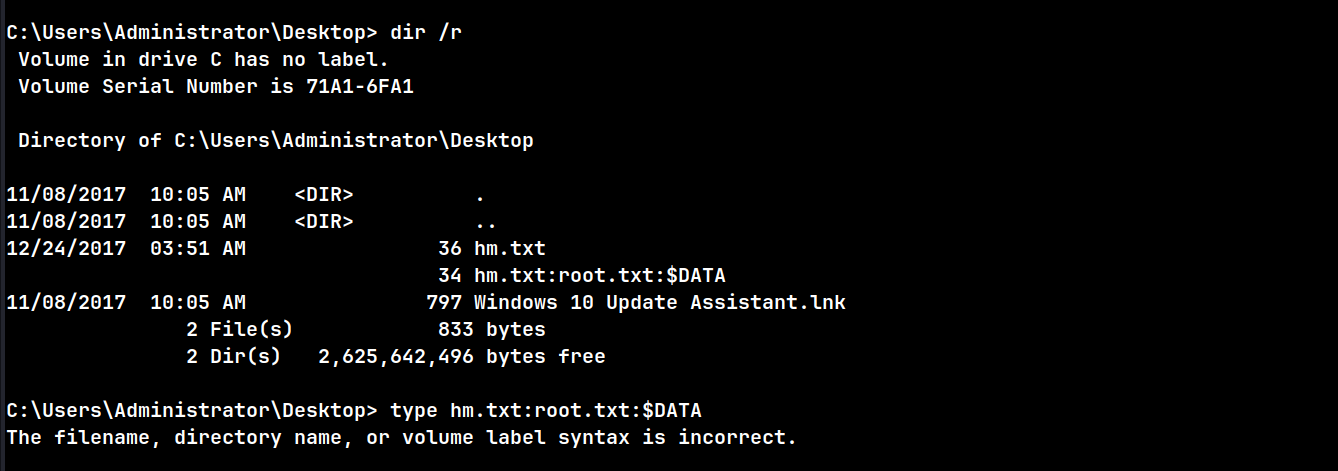 C:\Users\Administrator\Desktop> dir /r
 Volume in drive C has no label.
 Volume Serial Number is 71A1-6FA1
 Directory of C:\Users\Administrator\Desktop
11/08/2017  10:05 AM    <DIR>          .
11/08/2017  10:05 AM    <DIR>          ..
12/24/2017  03:51 AM                36 hm.txt
                                    34 hm.txt:root.txt:$DATA
11/08/2017  10:05 AM               797 Windows 10 Update Assistant.lnk
               2 File(s)            833 bytes
               2 Dir(s)   2,625,642,496 bytes free
C:\Users\Administrator\Desktop> type hm.txt:root.txt:$DATA
The filename, directory name, or volume label syntax is incorrect.